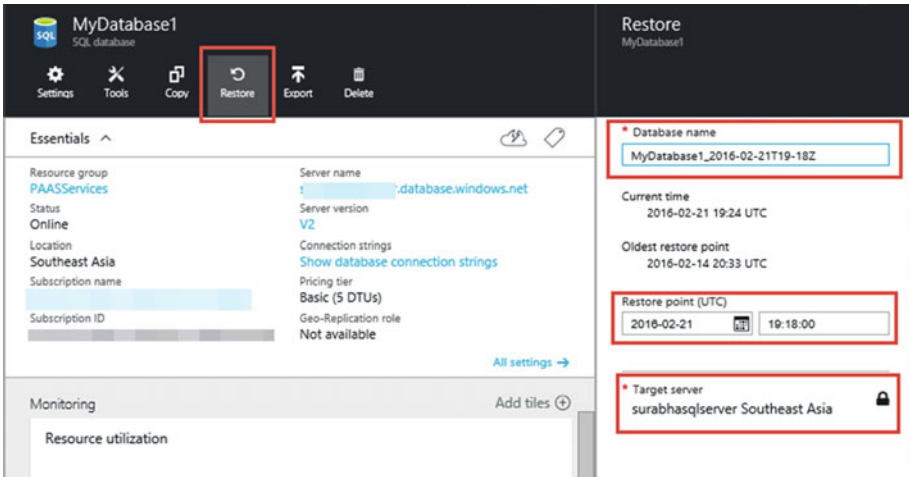 MyDatabase1
SQL database
SQL
Settings Tools Copy Restore Export Delete
Essentials
Resource group
PAASServices
Status
Online
Location
Southeast Asia
Subscription name
Subscription ID
Server name
.database.windows.net
Server version
V2
Connection strings
Show database connection strings
Pricing tier
Basic (5 DTUs)
Geo-Replication role
Not available
All settings →
Monitoring
Add tiles
Resource utilization
Restore
MyDatabase1
* Database name
MyDatabase1_2016-02-21T19-18Z
Current time
2016-02-21 19:24 UTC
Oldest restore point
2016-02-14 20:33 UTC
Restore point (UTC)
2016-02-21 19:18:00
* Target server
surabhasqlserver Southeast Asia